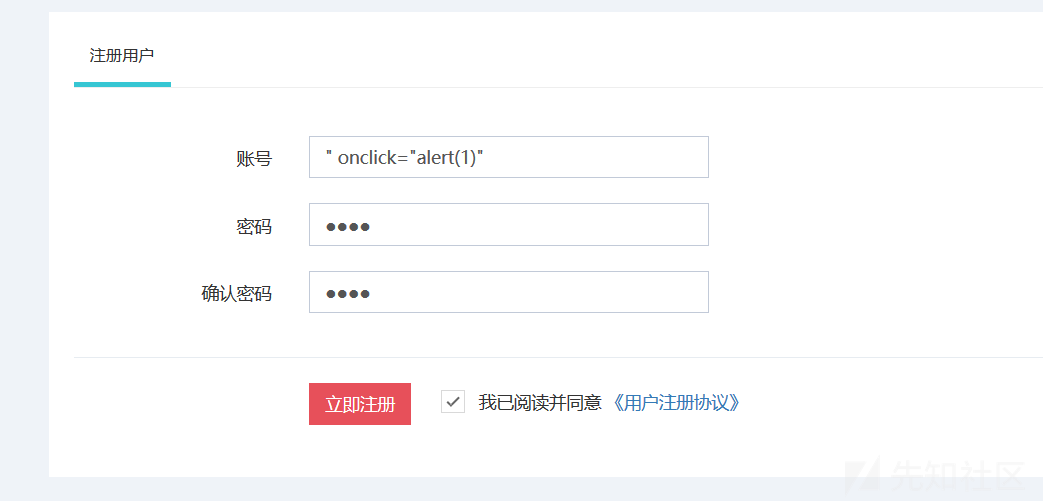 注册用户
账号 " onclick="alert(1)"
密码 ●●●●
确认密码 ●●●●
立即注册 我已阅读并同意 《用户注册协议》
先知社区